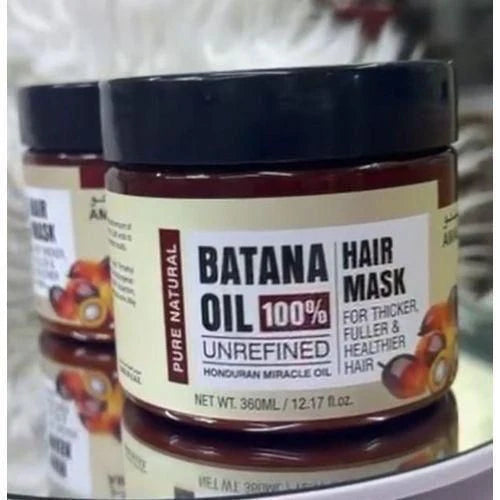 PURE NATURAL
BATANA
OIL 100%
UNREFINED
HONDURAN MIRACLE OIL
HAIR
MASK
FOR THICKER,
FULLER &
HEALTHIER
HAIR
NET WT. 360ML / 12.17 fl.oz.
HAIR
MASK